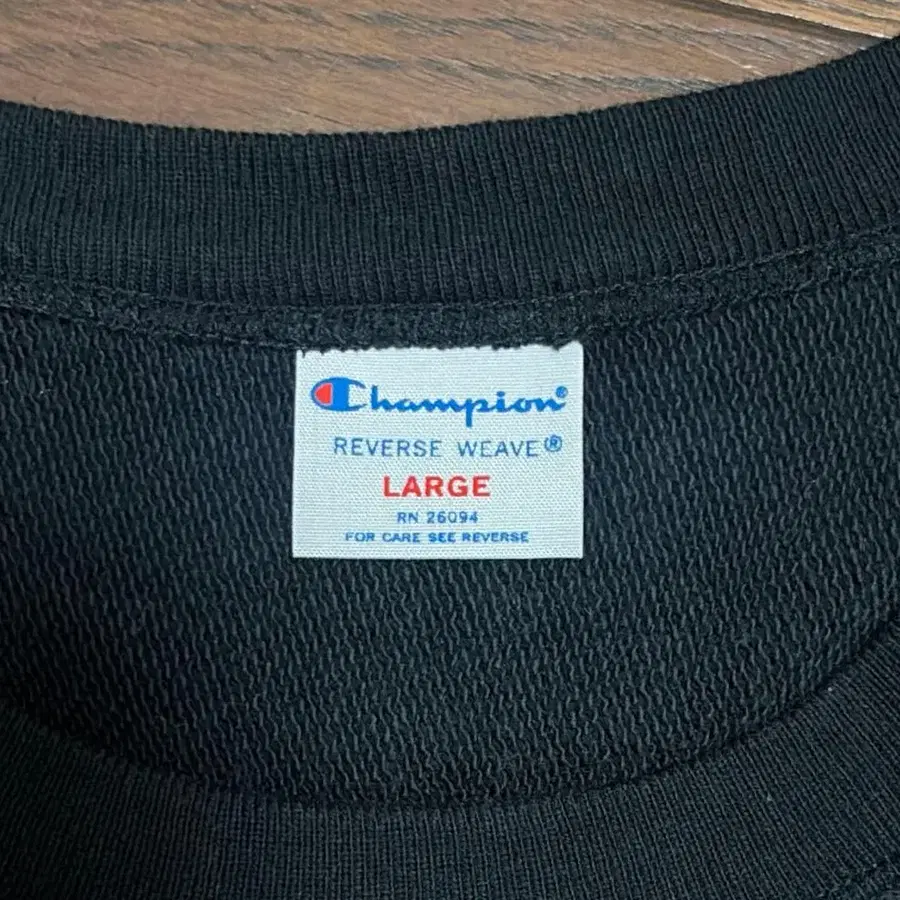 Champion®
REVERSE WEAVE®
LARGE
RN 26094
FOR CARE SEE REVERSE